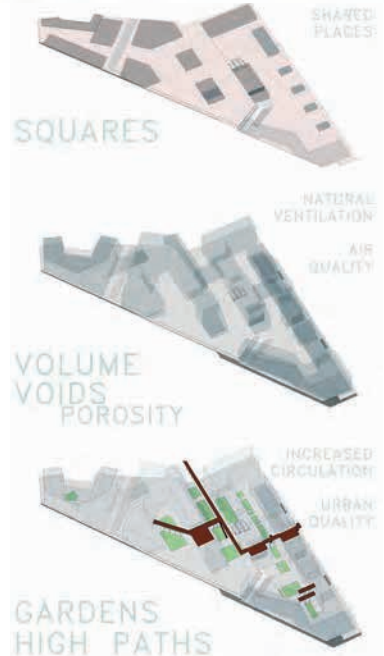 SHARED
PLACES
SQUARES
NATURAL
VENTILATION
AIR
QUALITY
VOLUME
VOIDS
POROSITY
INCREASED
CIRCULATION
URBAN
QUALITY
GARDENS
HIGH PATHS